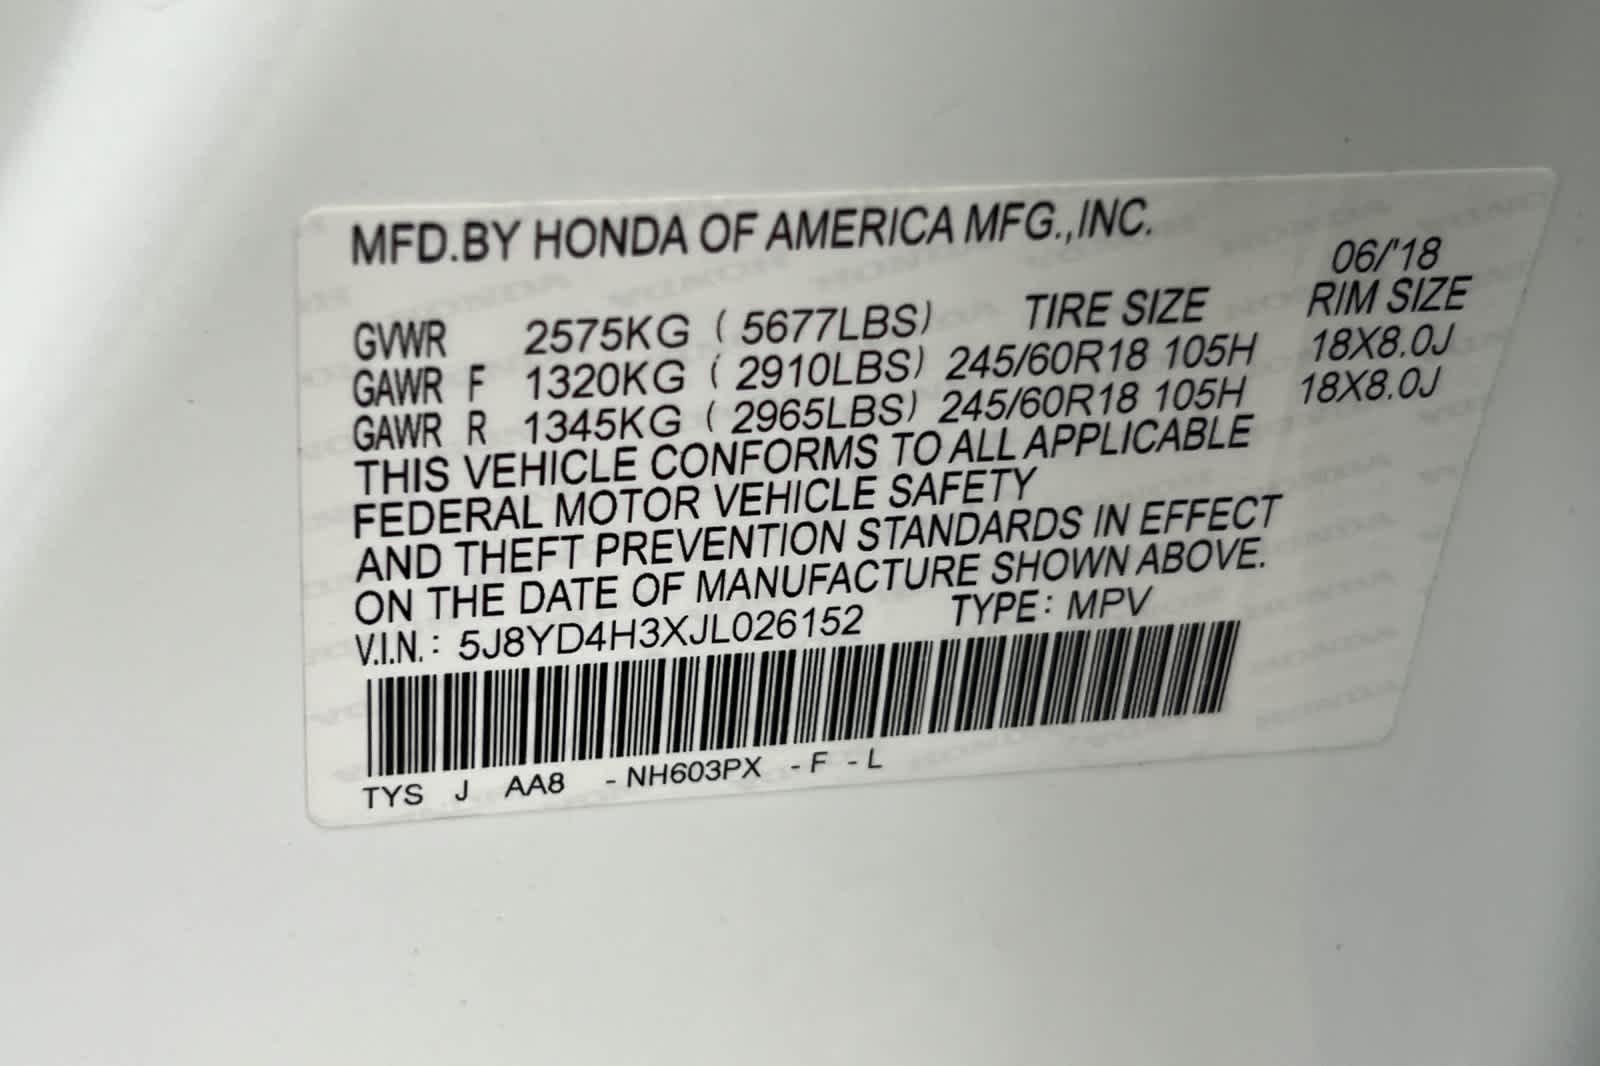 MFD.BY HONDA OF AMERICA MFG.,INC.
06/'18
GVWR 2575KG ( 5677LBS) TIRE SIZE RIM SIZE
GAWR F 1320KG ( 2910LBS) 245/60R18 105H 18X8.0J
GAWR R 1345KG ( 2965LBS) 245/60R18 105H 18X8.0J
THIS VEHICLE CONFORMS TO ALL APPLICABLE
FEDERAL MOTOR VEHICLE SAFETY
AND THEFT PREVENTION STANDARDS IN EFFECT
ON THE DATE OF MANUFACTURE SHOWN ABOVE.
V.I.N.: 5J8YD4H3XJL026152 TYPE: MPV
TYS J AA8 -NH603PX -F -L